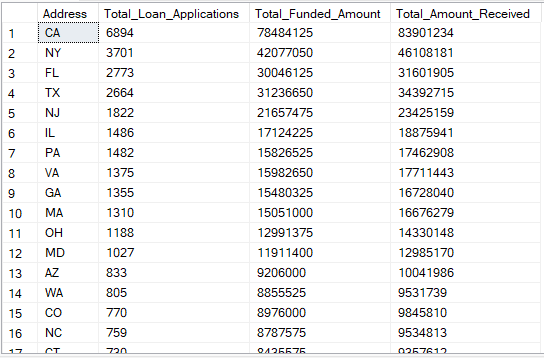 Address Total_Loan_Applications Total_Funded_Amount Total_Amount_Received
1 CA 6894 78484125 83901234
2 NY 3701 42077050 46108181
3 FL 2773 30046125 31601905
4 TX 2664 31236650 34392715
5 NJ 1822 21657475 23425159
6 IL 1486 17124225 18875941
7 PA 1482 15826525 17462908
8 VA 1375 15982650 17711443
9 GA 1355 15480325 16728040
10 MA 1310 15051000 16676279
11 OH 1188 12991375 14330148
12 MD 1027 11911400 12985170
13 AZ 833 9206000 10041986
14 WA 805 8855525 9531739
15 CO 770 8976000 9845810
16 NC 759 8787575 9534813
17 CT 730 8435575 9357612